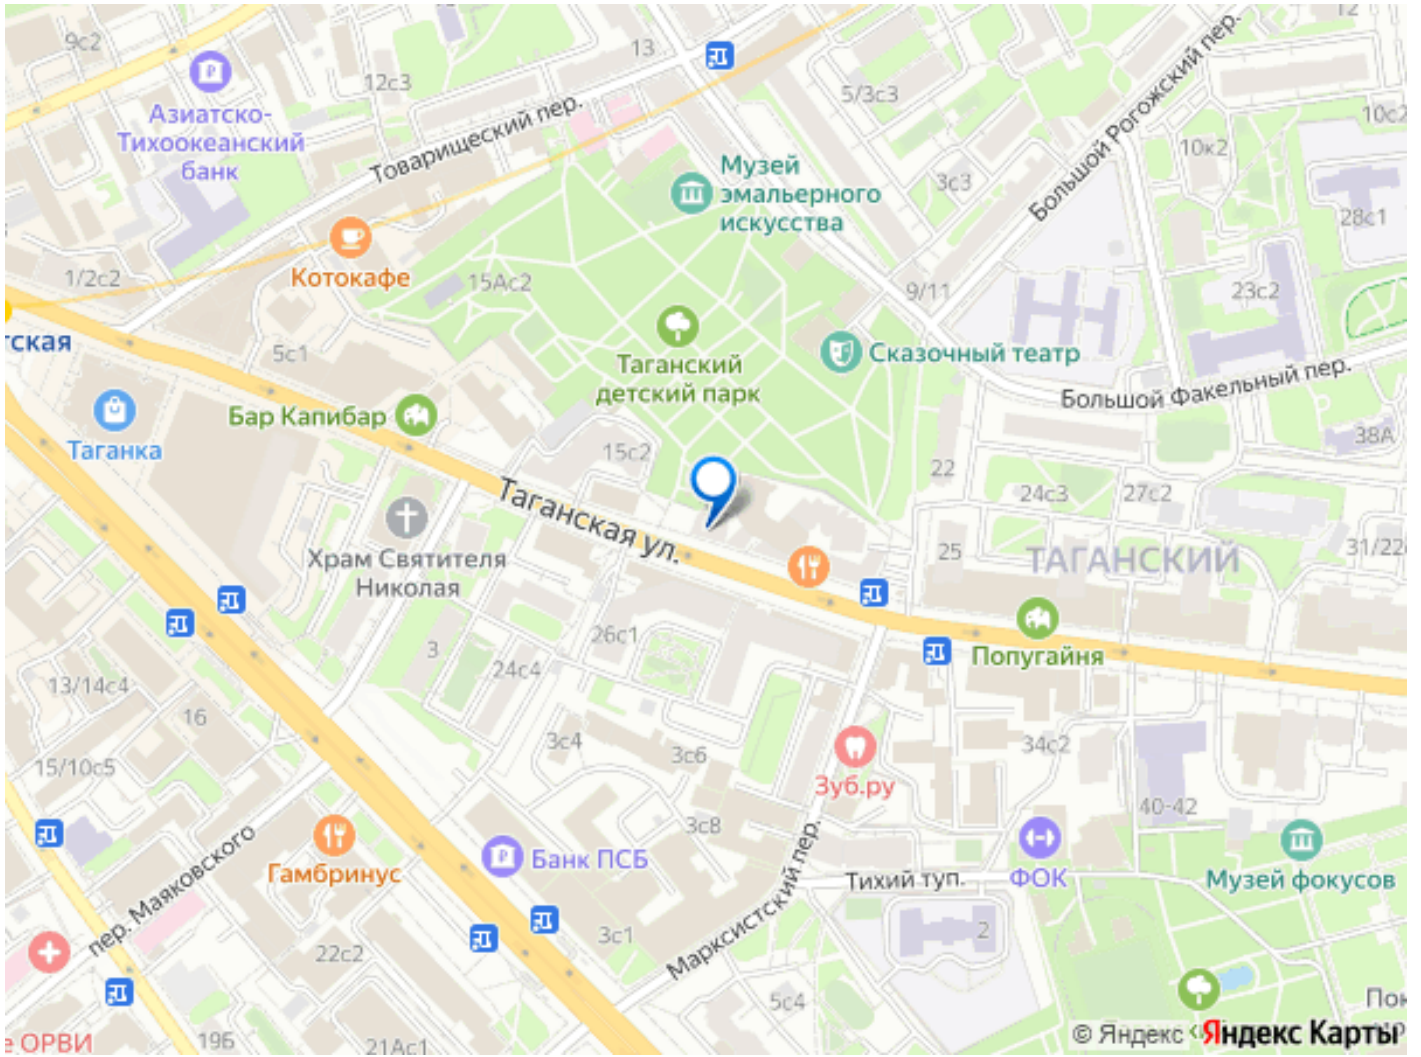 9с2
13
12
12с3
5/3с3
10с2
Азиатско-
Тихоокеанский
банк
Товарищеский пер.
Большой Рогожский пер.
10к2
Музей
эмальерного
искусства
3с3
28с1
Котокафе
1/2с2
15Ас2
9/11
23с2
тская
5с1
Таганский
детский парк
Сказочный театр
Большой Факельный пер.
Бар Капибар
Таганка
38А
15с2
22
24с3
27с2
Таганская ул.
Храм Святителя
Николая
25
ТАГАНСКИЙ
31/22с
26с1
3
24с4
Попугайня
13/14с4
16
3с4
3с6
34с2
15/10с5
Зуб.ру
40-42
3с8
пер. Маяковского
Гамбринус
Банк ПСБ
Марксистский пер.
Тихий туп.
ФОК
Музей фокусов
2
3с1
22с2
5с4
Пок
е ОРВИ
19Б
21Ас1
© Яндекс
Яндекс Карты